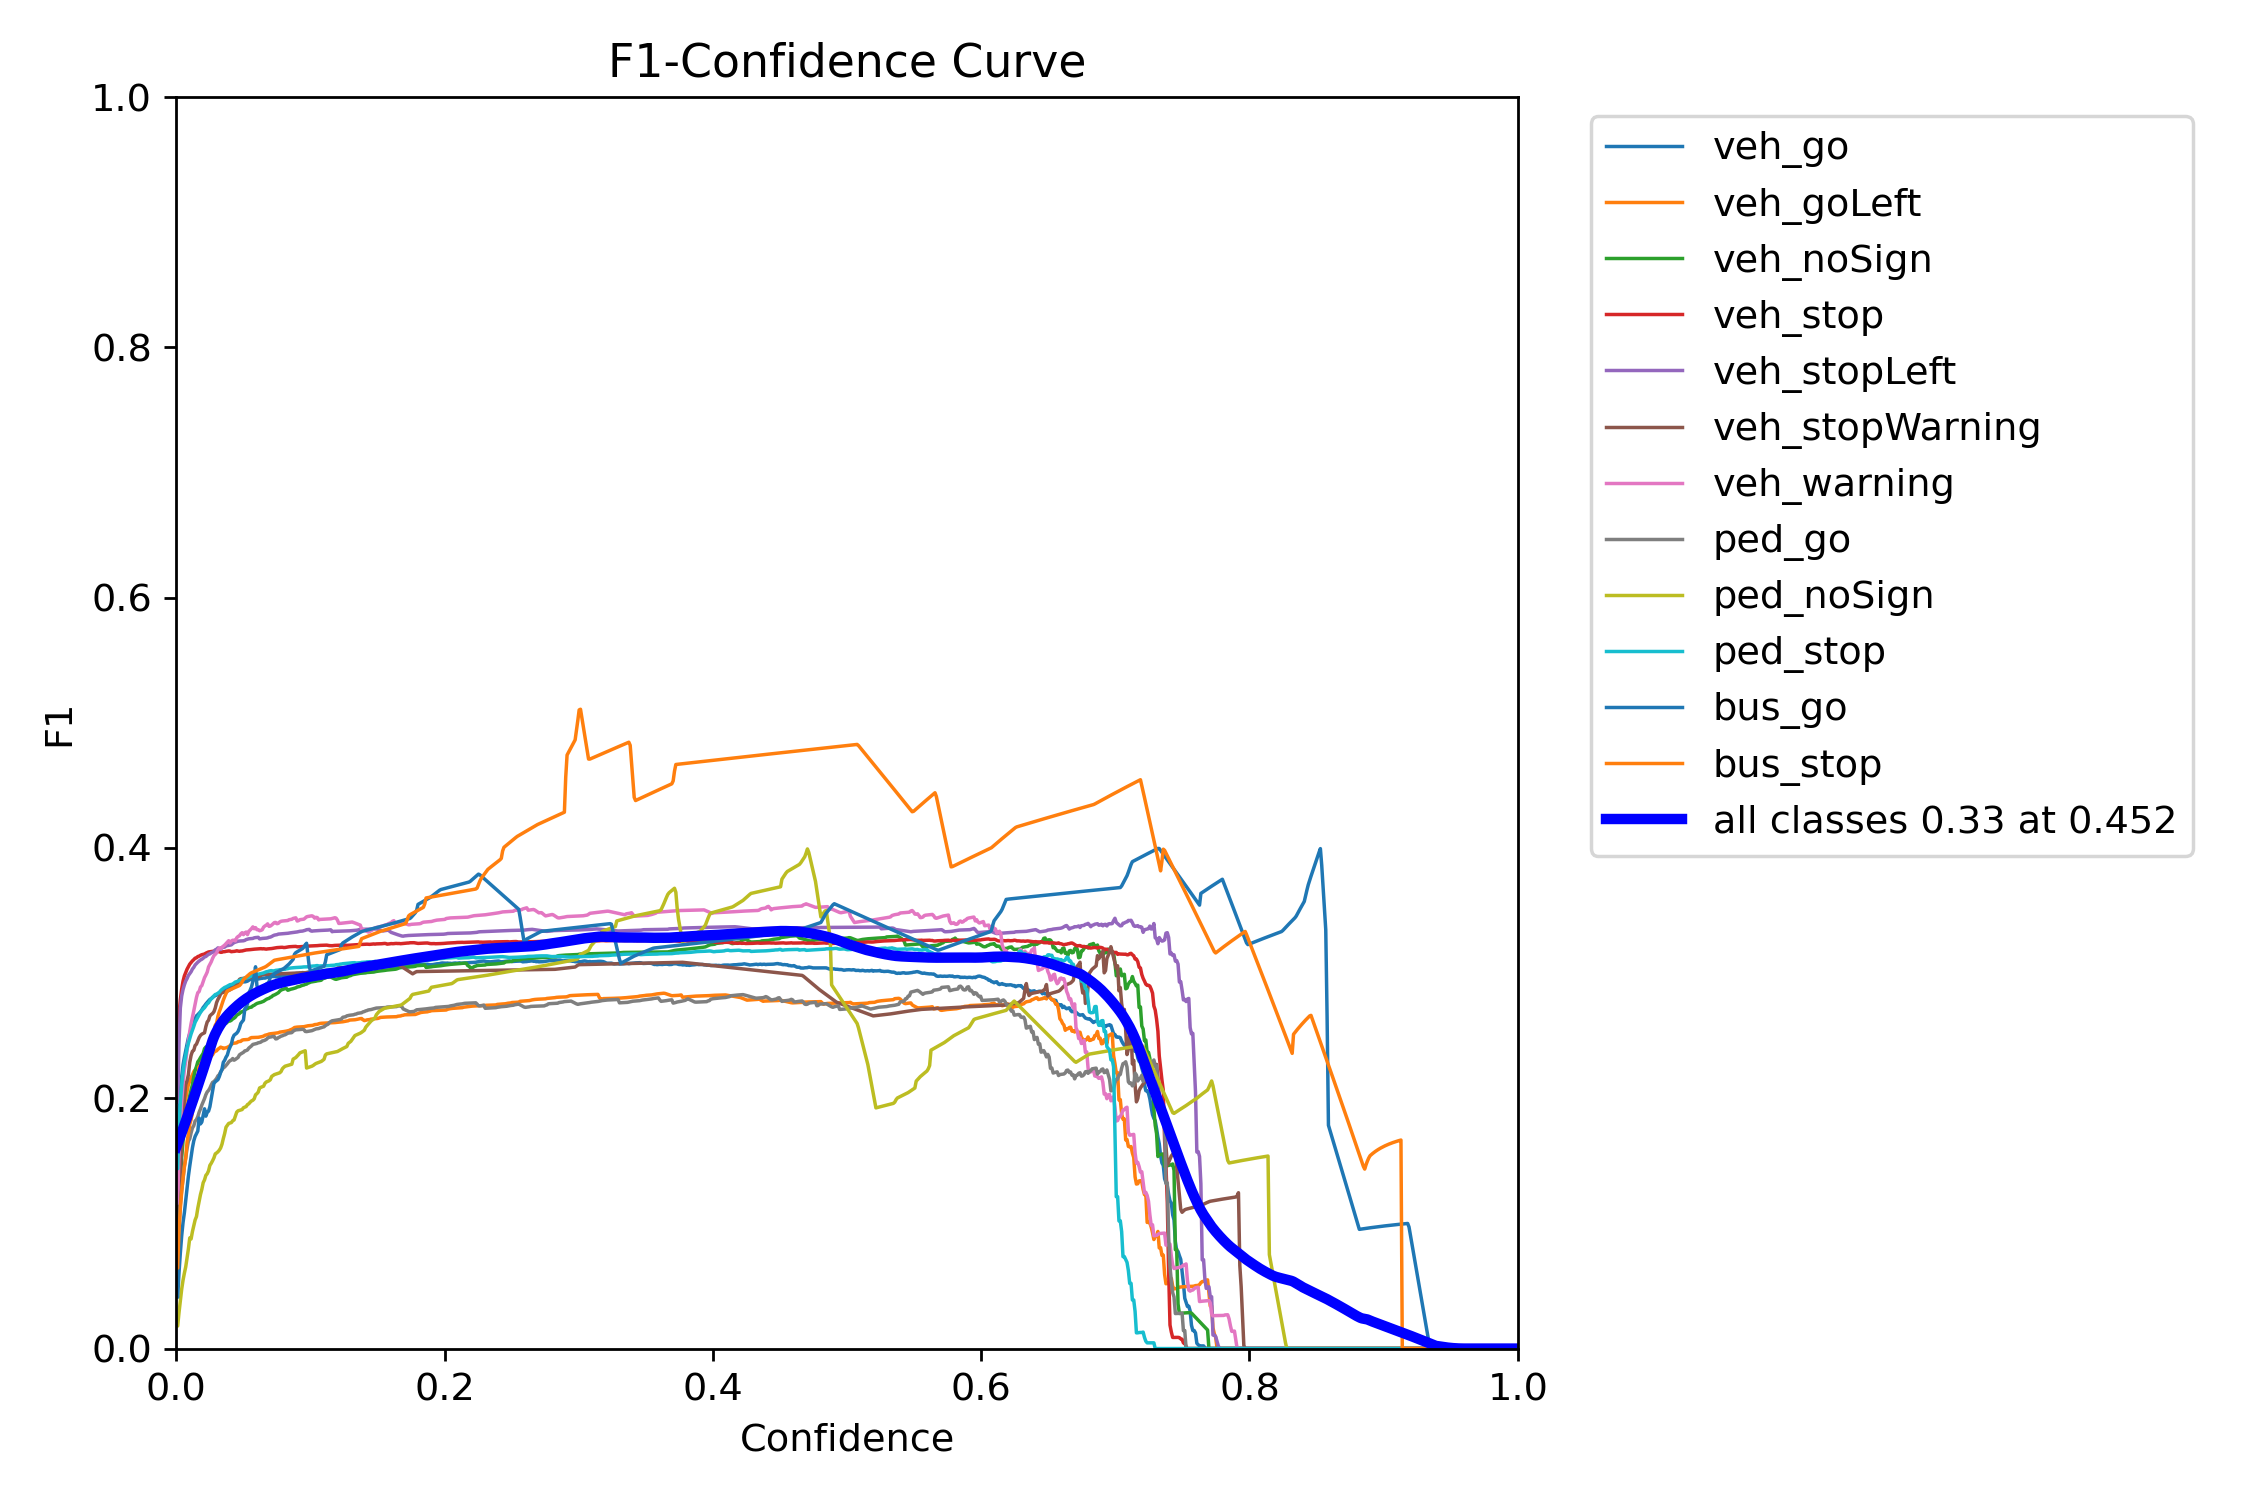 F1-Confidence Curve
1.0
0.8
0.6
0.4
0.2
0.0
F1
0.0 0.2 0.4 0.6 0.8 1.0
Confidence
veh_go
veh_goLeft
veh_noSign
veh_stop
veh_stopLeft
veh_stopWarning
veh_warning
ped_go
ped_noSign
ped_stop
bus_go
bus_stop
all classes 0.33 at 0.452